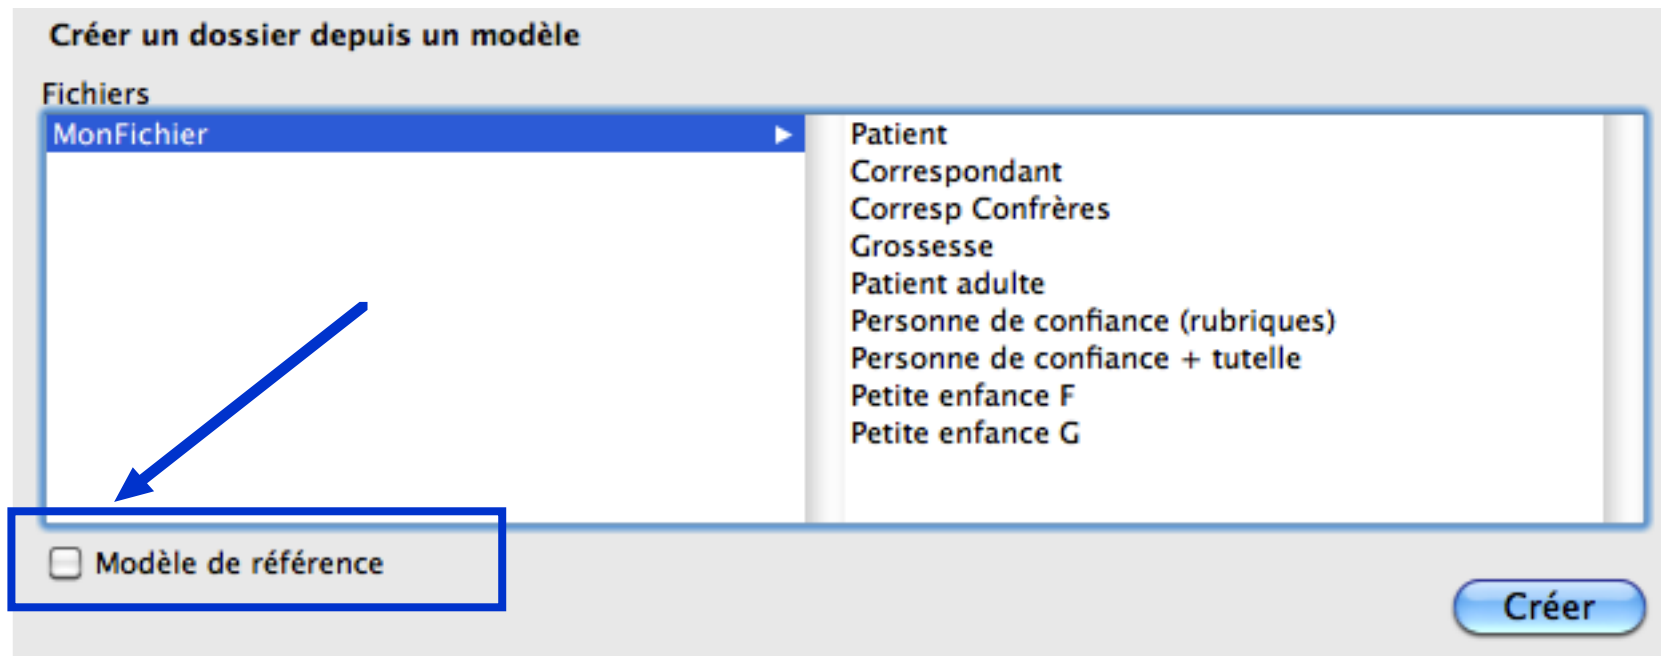 Créer un dossier depuis un modèle
Fichiers
MonFichier
Patient
Correspondant
Corresp Confrères
Grossesse
Patient adulte
Personne de confiance (rubriques)
Personne de confiance + tutelle
Petite enfance F
Petite enfance G
Modèle de référence
Créer